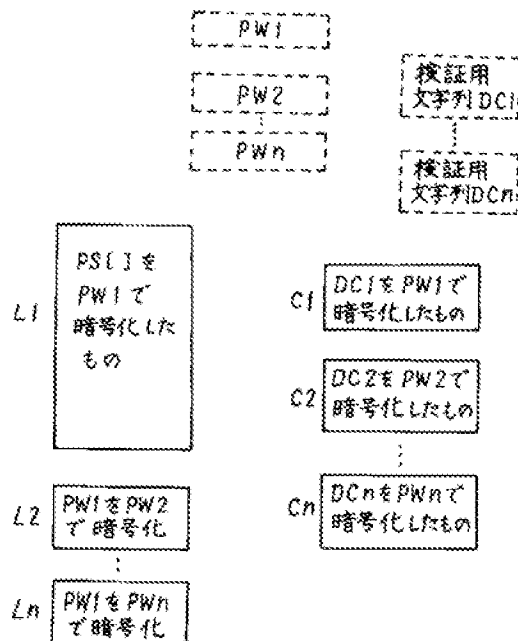 PW1
PW2
PWn
検証用
文字列DC1
検証用
文字列DCn
L1
PS[]を
PW1で
暗号化した
もの
C1
DC1をPW1で
暗号化したもの
C2
DC2をPW2で
暗号化したもの
L2
PW1をPW2
で暗号化
Cn
DCnをPWnで
暗号化したもの
Ln
PW1をPWn
で暗号化